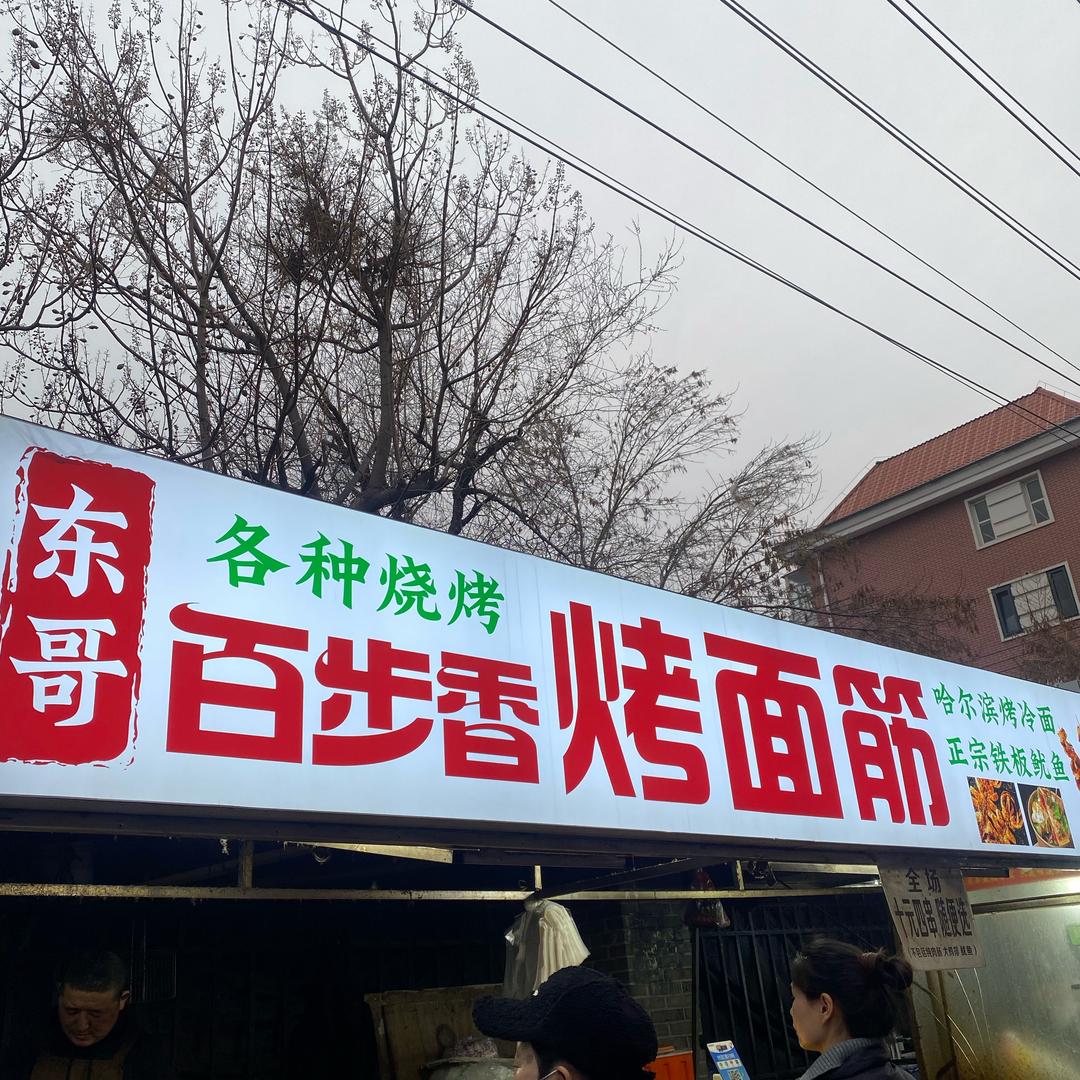 东哥
各种烧烤
百步香烤面筋
哈尔滨烤冷面
正宗铁板鱿鱼
全场
十元四串 随便选